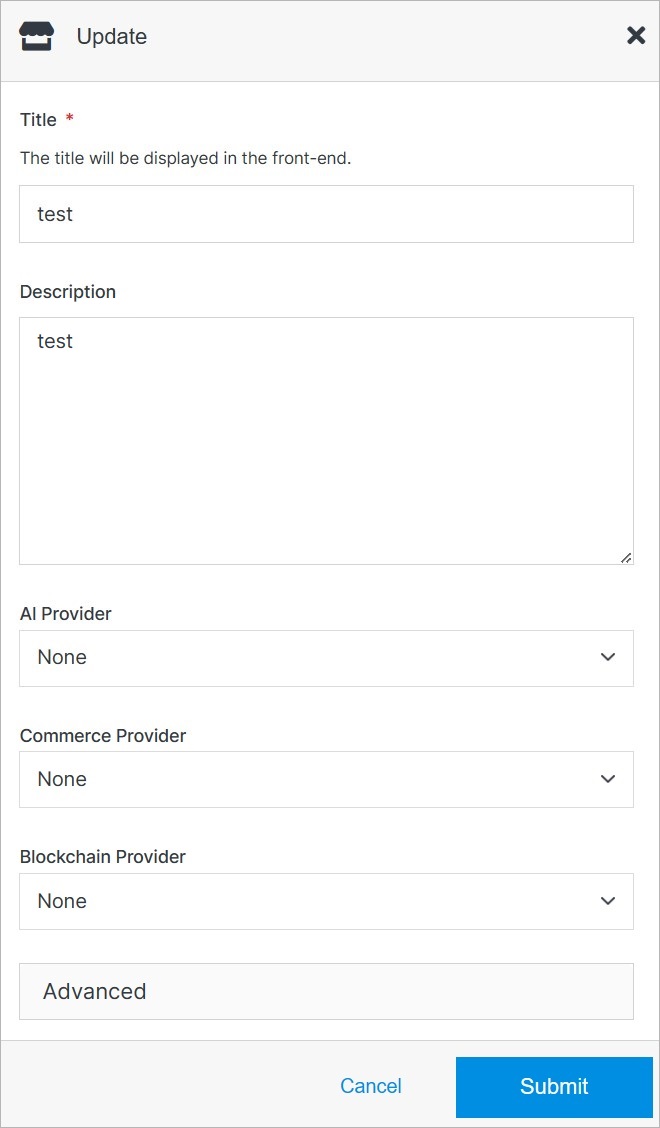 Update
Title *
The title will be displayed in the front-end.
test
Description
test
AI Provider
None
Commerce Provider
None
Blockchain Provider
None
Advanced
Cancel
Submit